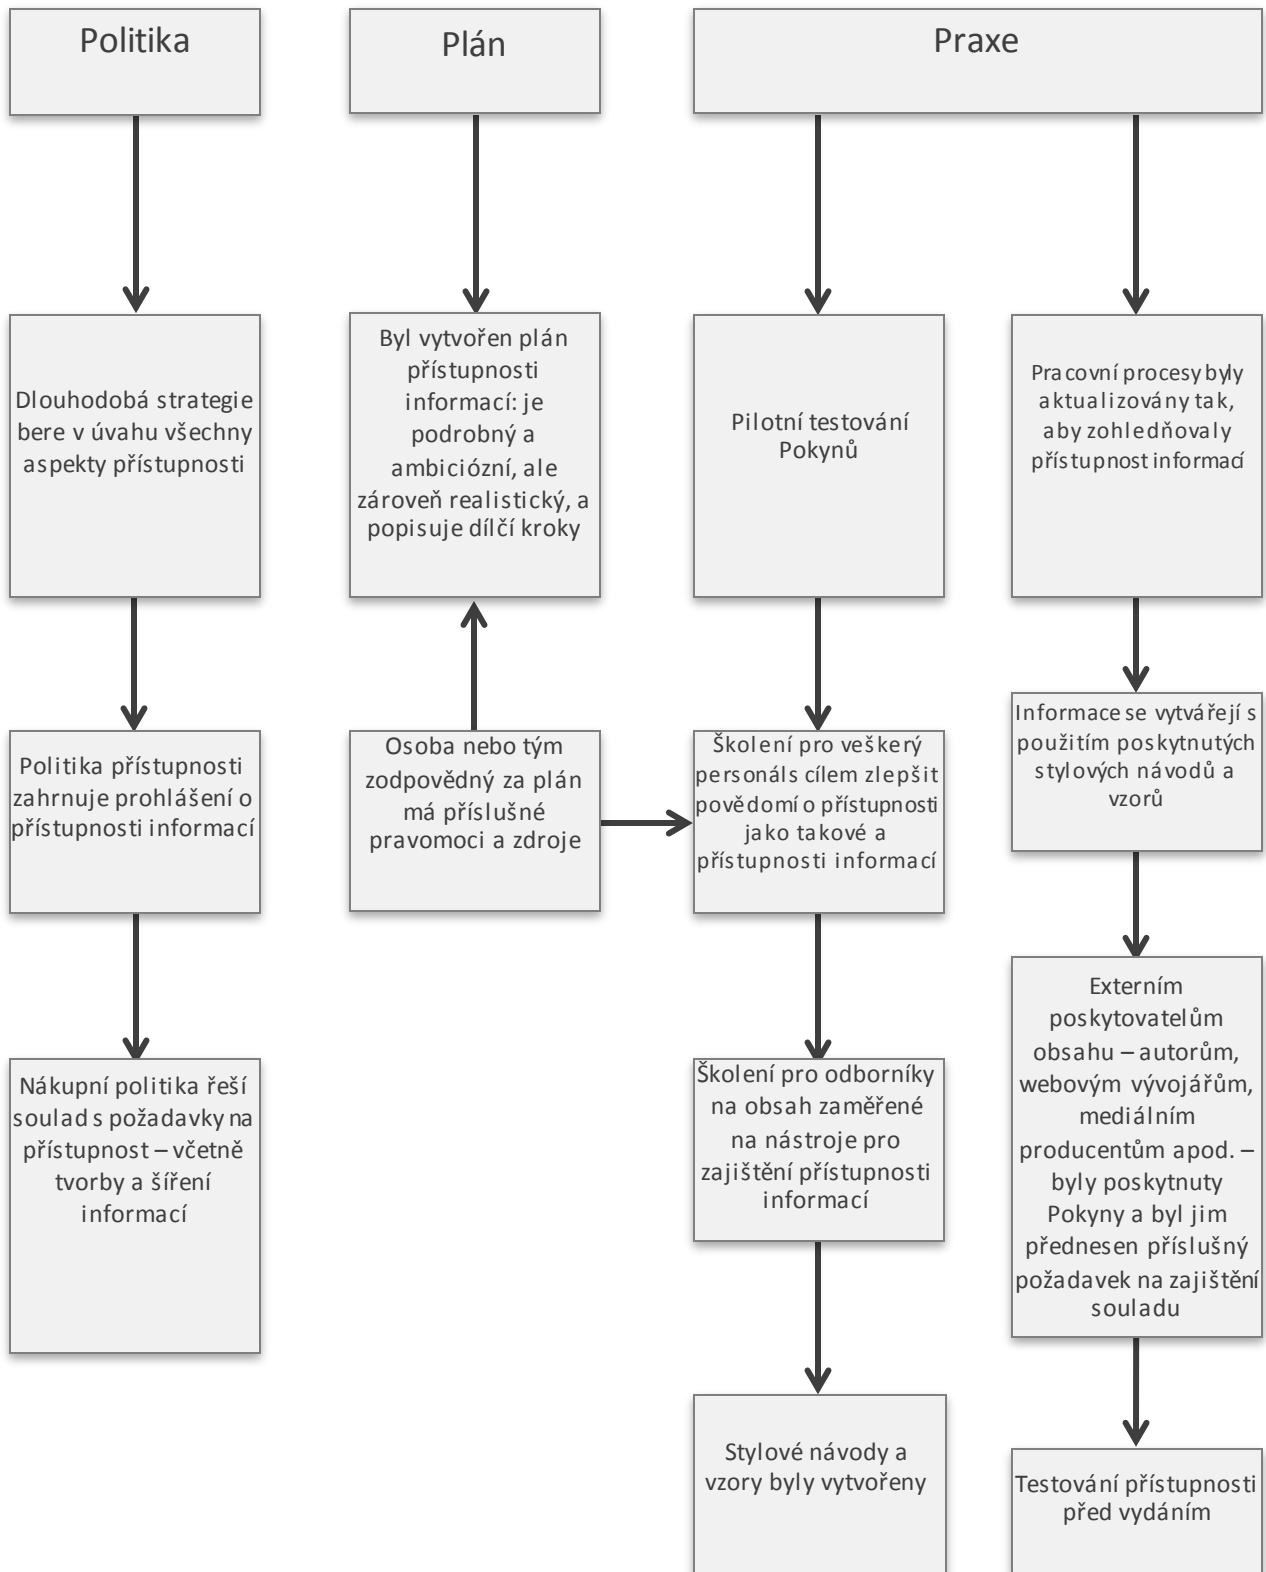 Politika
Plán
Praxe
Dlouhodobá strategie
bere v úvahu všechny
aspekty přístupnosti
Byl vytvořen plán
přístupnosti
informací: je
podrobný a
ambiciózní, ale
zároveň realistický, a
popisuje dílčí kroky
Pilotní testování
Pokynů
Pracovní procesy byly
aktualizovány tak,
aby zohledňovaly
přístupnost informací
Politika přístupnosti
zahrnuje prohlášení o
přístupnosti informací
Osoba nebo tým
zodpovědný za plán
má příslušné
pravomoci a zdroje
Školení pro veškerý
personáls cílem zlepšit
povědomí o přístupnosti
jako takové a
přístupnosti informací
Informace se vytvářejí s
použitím poskytnutých
stylových návodů a
vzorů
Nákupní politika řeší
soulad s požadavky na
přístupnost – včetně
tvorby a šíření
informací
Školení pro odborníky
na obsah zaměřené
na nástroje pro
zajištění přístupnosti
informací
Externím
poskytovatelům
obsahu – autorům,
webovým vývojářům,
mediálním
producentům apod. –
byly poskytnuty
Pokyny a byl jim
přednesen příslušný
požadavek na zajištění
souladu
Stylové návody a
vzory byly vytvořeny
Testování přístupnosti
před vydáním